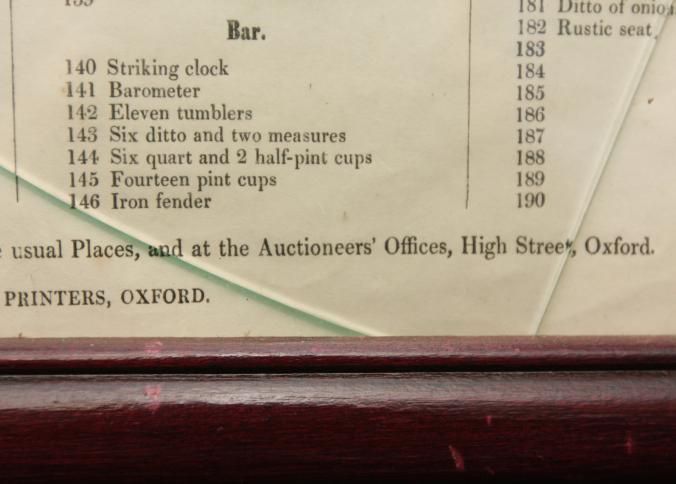 139
Bar.
140 Striking clock
141 Barometer
142 Eleven tumblers
143 Six ditto and two measures
144 Six quart and 2 half-pint cups
145 Fourteen pint cups
146 Iron fender
181 Ditto of onion
182 Rustic seat
183
184
185
186
187
188
189
190
usual Places, and at the Auctioneers' Offices, High Street, Oxford.
PRINTERS, OXFORD.